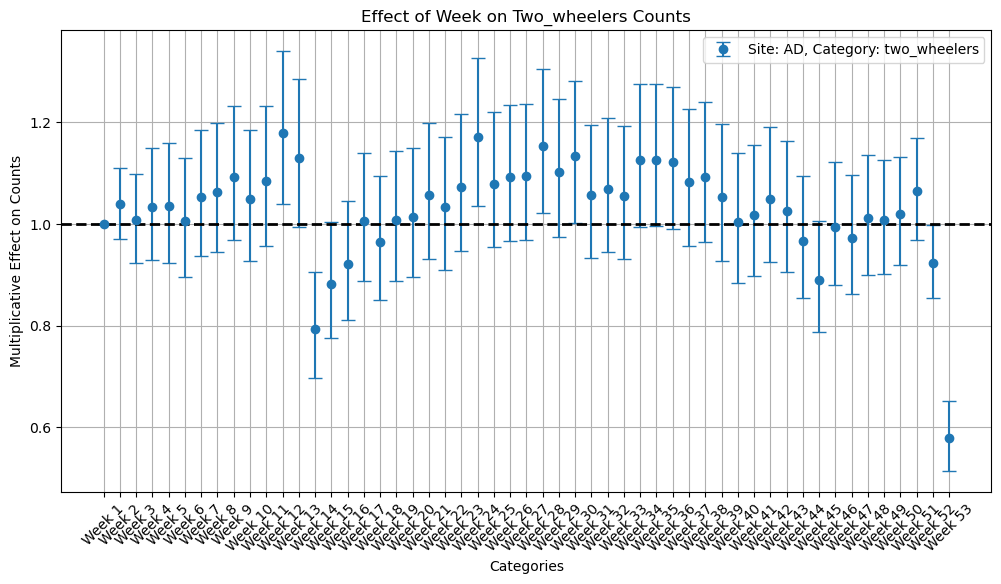 Effect of Week on Two_wheelers Counts
Site: AD, Category: two_wheelers
Multiplicative Effect on Counts
1.2
1.0
0.8
0.6
Week 1
Week 2
Week 3
Week 4
Week 5
Week 6
Week 7
Week 8
Week 9
Week 10
Week 11
Week 12
Week 13
Week 14
Week 15
Week 16
Week 17
Week 18
Week 19
Week 20
Week 21
Week 22
Week 23
Week 24
Week 25
Week 26
Week 27
Week 28
Week 29
Week 30
Week 31
Week 32
Week 33
Week 34
Week 35
Week 36
Week 37
Week 38
Week 39
Week 40
Week 41
Week 42
Week 43
Week 44
Week 45
Week 46
Week 47
Week 48
Week 49
Week 50
Week 51
Week 52
Week 53
Categories